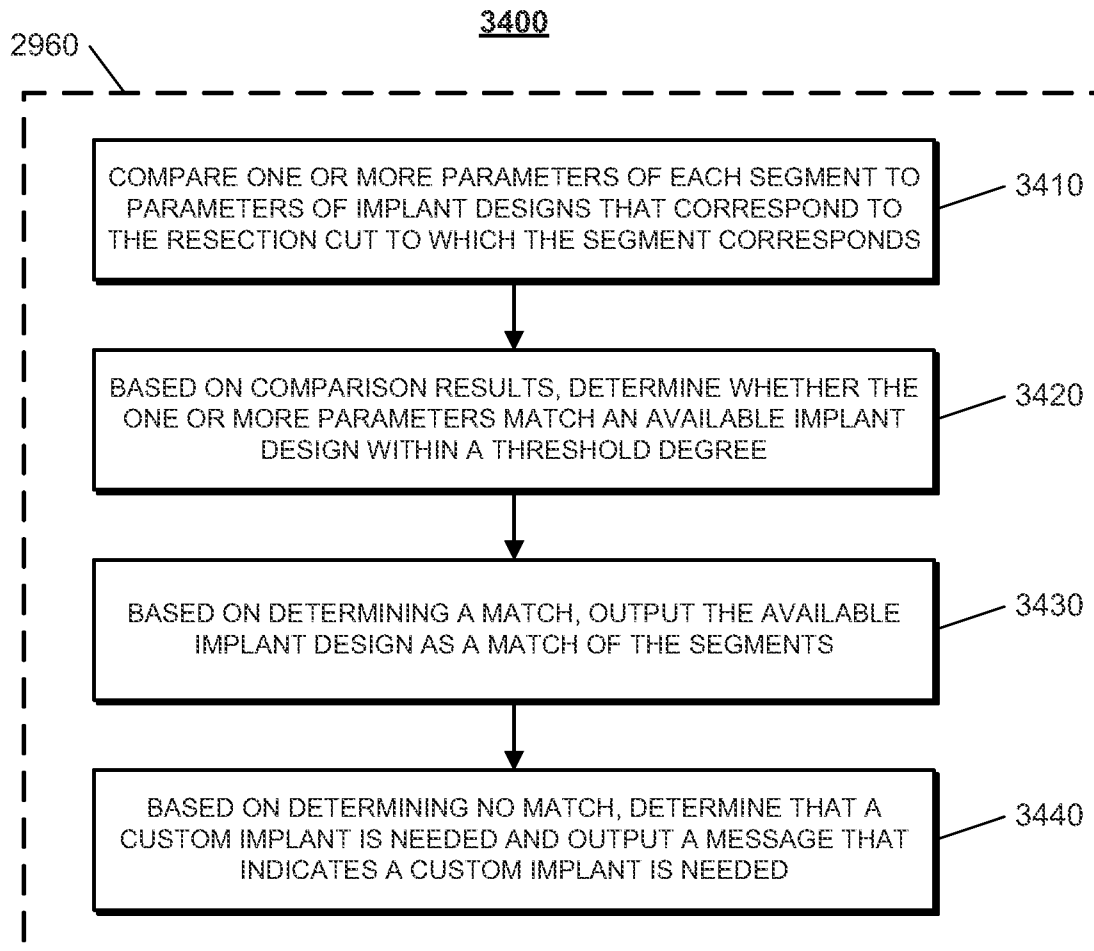 3400
2960
COMPARE ONE OR MORE PARAMETERS OF EACH SEGMENT TO
PARAMETERS OF IMPLANT DESIGNS THAT CORRESPOND TO
THE RESECTION CUT TO WHICH THE SEGMENT CORRESPONDS
3410
BASED ON COMPARISON RESULTS, DETERMINE WHETHER THE
ONE OR MORE PARAMETERS MATCH AN AVAILABLE IMPLANT
DESIGN WITHIN A THRESHOLD DEGREE
3420
BASED ON DETERMINING A MATCH, OUTPUT THE AVAILABLE
IMPLANT DESIGN AS A MATCH OF THE SEGMENTS
3430
BASED ON DETERMINING NO MATCH, DETERMINE THAT A
CUSTOM IMPLANT IS NEEDED AND OUTPUT A MESSAGE THAT
INDICATES A CUSTOM IMPLANT IS NEEDED
3440